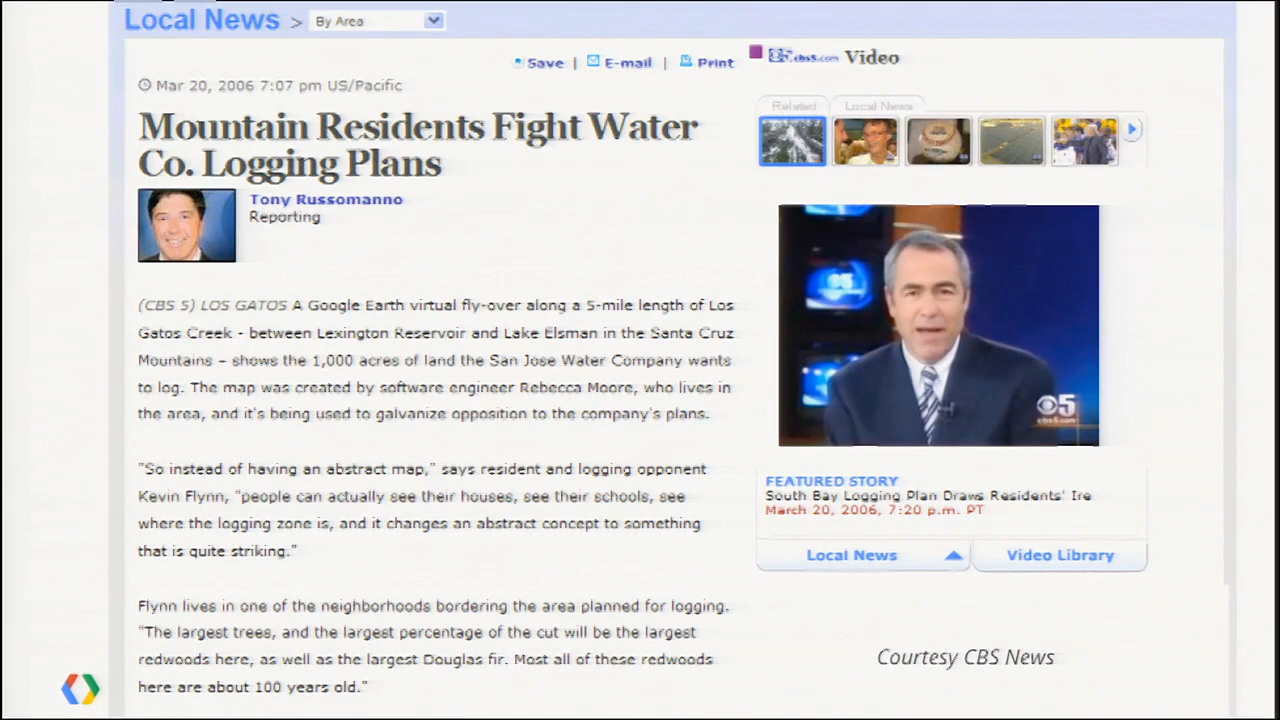 Local News > By Area
Save | E-mail | Print
cbs5.com Video
Mar 20, 2006 7:07 pm US/Pacific
Related Local News
Mountain Residents Fight Water
Co. Logging Plans
Tony Russomanno
Reporting
(CBS 5) LOS GATOS A Google Earth virtual fly-over along a 5-mile length of Los
Gatos Creek - between Lexington Reservoir and Lake Elsman in the Santa Cruz
Mountains – shows the 1,000 acres of land the San Jose Water Company wants
to log. The map was created by software engineer Rebecca Moore, who lives in
the area, and it's being used to galvanize opposition to the company's plans.
"So instead of having an abstract map," says resident and logging opponent
Kevin Flynn, "people can actually see their houses, see their schools, see
where the logging zone is, and it changes an abstract concept to something
that is quite striking."
Flynn lives in one of the neighborhoods bordering the area planned for logging.
"The largest trees, and the largest percentage of the cut will be the largest
redwoods here, as well as the largest Douglas fir. Most all of these redwoods
here are about 100 years old."
5
5
cbs5.com
FEATURED STORY
South Bay Logging Plan Draws Residents' Ire
March 20, 2006, 7:20 p.m. PT
Local News Video Library
Courtesy CBS News